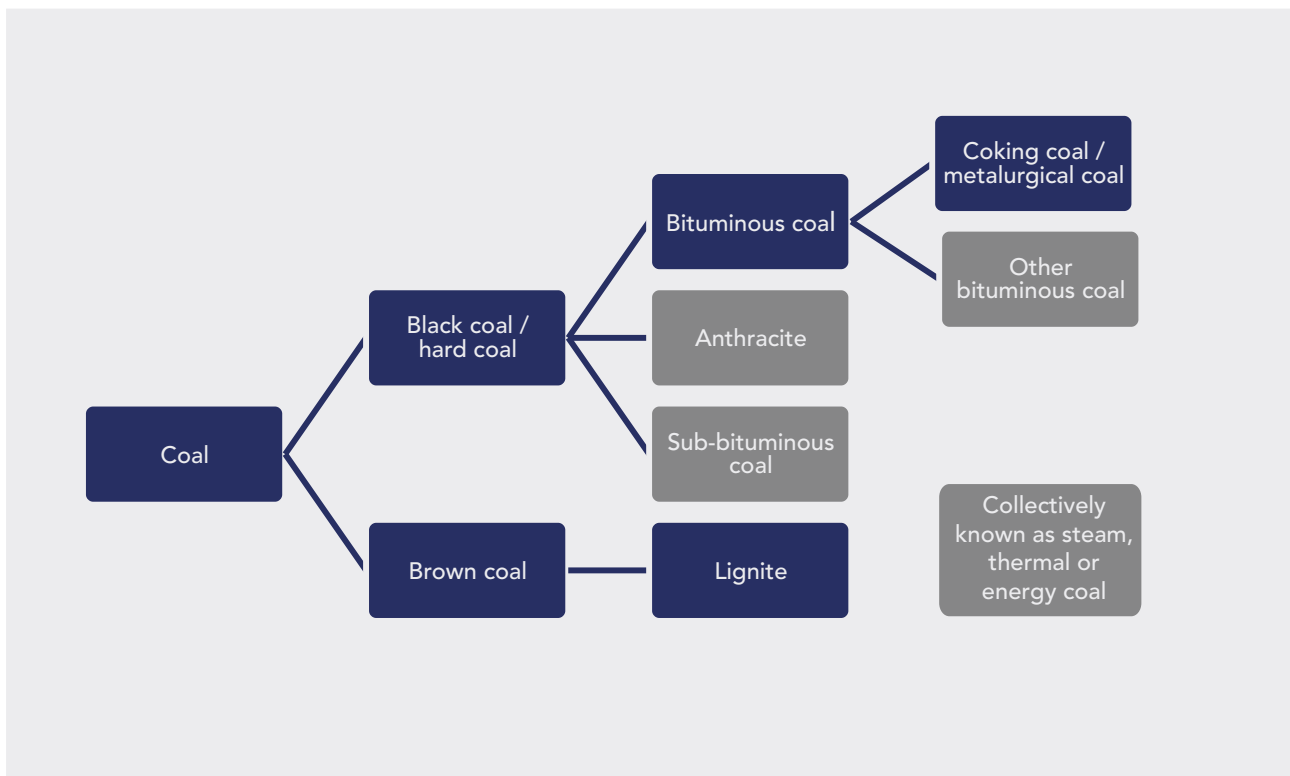 Coking coal /
metalurgical coal
Bituminous coal
Other
bituminous coal
Black coal /
hard coal
Anthracite
Coal
Sub-bituminous
coal
Collectively
known as steam,
thermal or
energy coal
Brown coal
Lignite